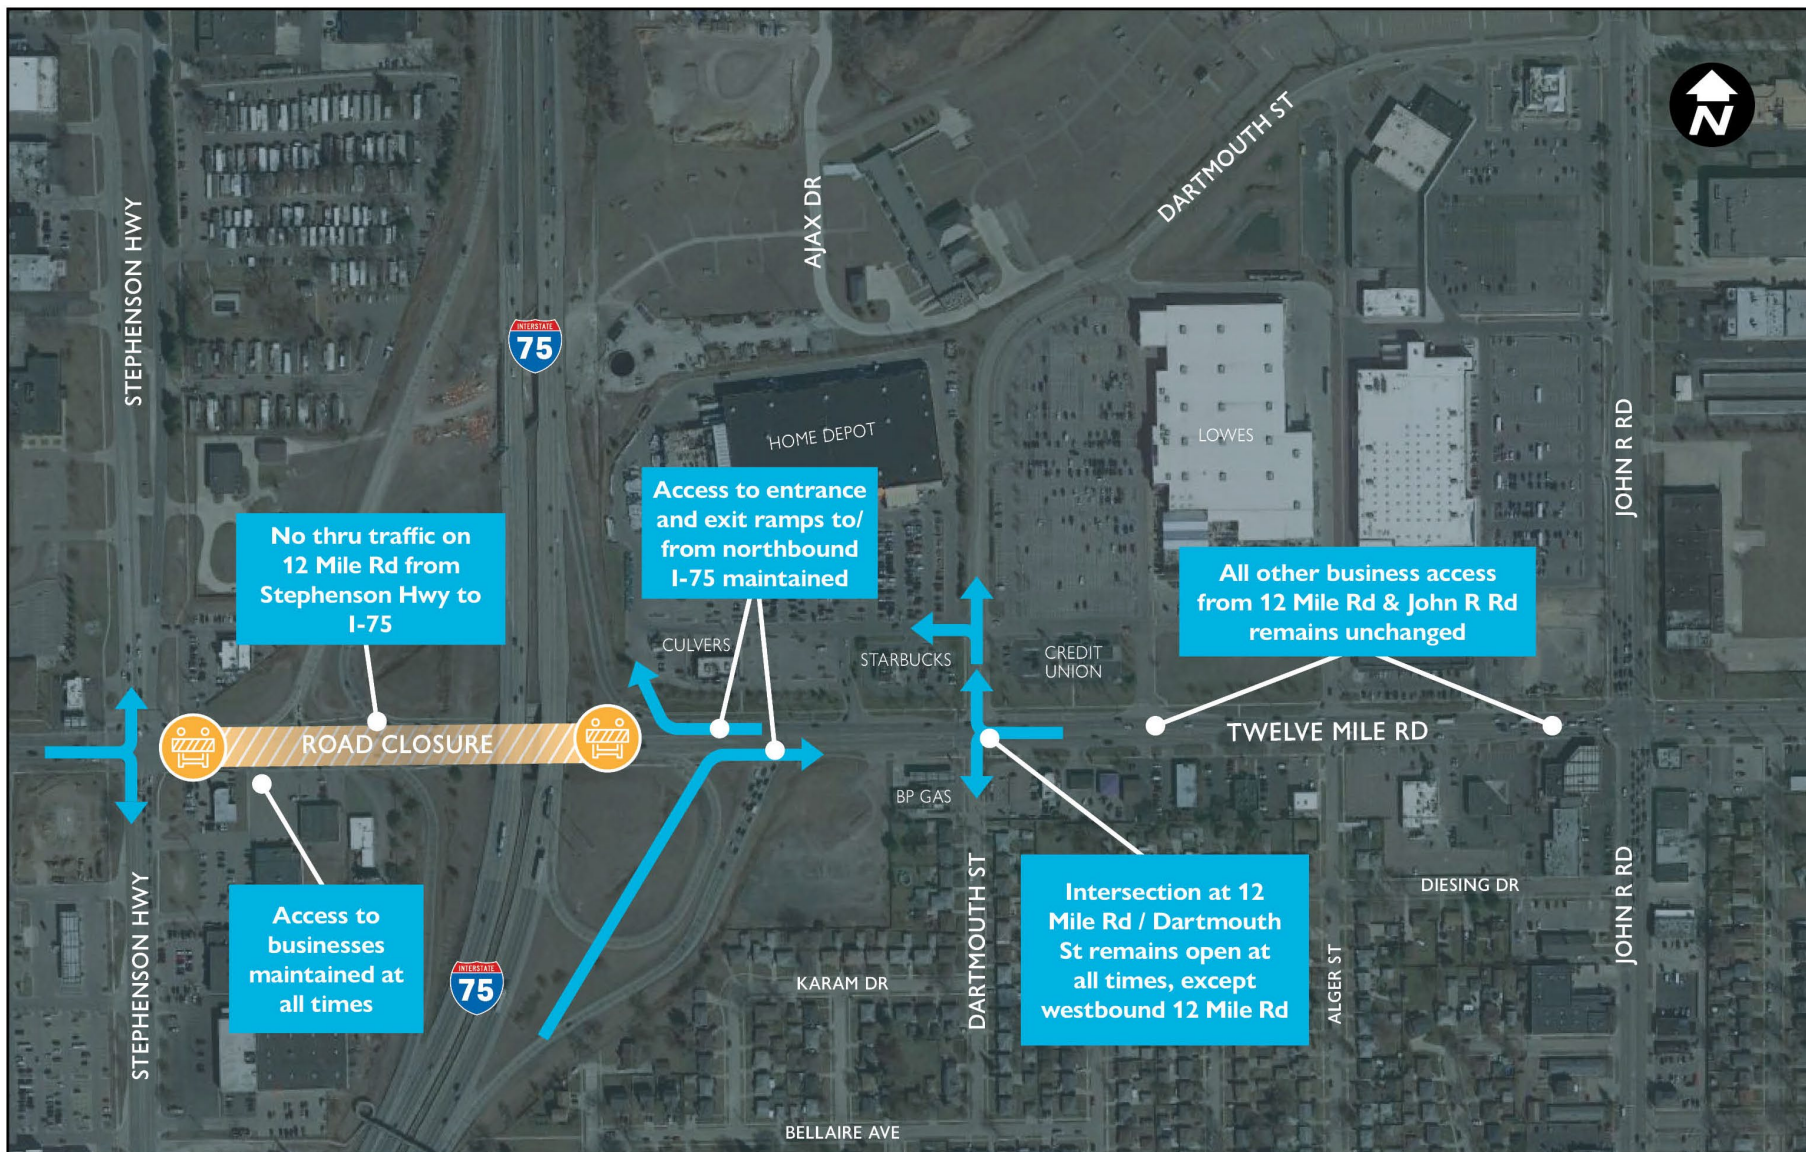 N
DARTMOUTH ST
AJAX DR
STEPHENSON HWY
INTERSTATE
75
HOME DEPOT
LOWES
JOHN R RD
Access to entrance
and exit ramps to/
from northbound
I-75 maintained
No thru traffic on
12 Mile Rd from
Stephenson Hwy to
I-75
All other business access
from 12 Mile Rd & John R Rd
remains unchanged
CULVERS
STARBUCKS
CREDIT
UNION
ROAD CLOSURE
TWELVE MILE RD
BP GAS
STEPHENSON HWY
Access to
businesses
maintained at
all times
INTERSTATE
75
KARAM DR
DARTMOUTH ST
Intersection at 12
Mile Rd / Dartmouth
St remains open at
all times, except
westbound 12 Mile Rd
ALGER ST
DIESING DR
JOHN R RD
BELLAIRE AVE